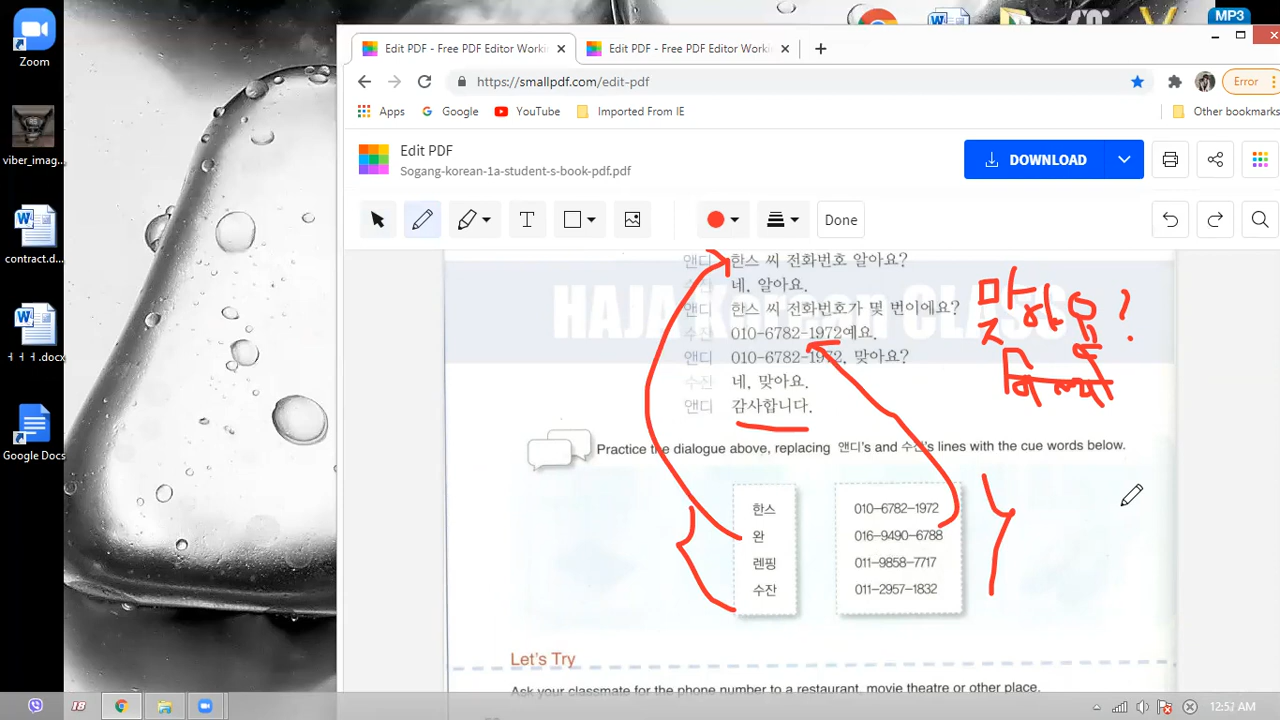 MP3
Zoom
viber_imag...
contract.d...
ㅕㅕㅕ.docx
Google Docs
Edit PDF - Free PDF Editor Worki
Edit PDF - Free PDF Editor Workin
https://smallpdf.com/edit-pdf
Error
Apps
Google
YouTube
Imported From IE
Other bookmarks
Edit PDF
Sogang-korean-1a-student-s-book-pdf.pdf
DOWNLOAD
T
Done
앤디 한스 씨 전화번호 알아요?
수잔 네, 알아요.
앤디 한스 씨 전화번호가 몇 번이에요?
수잔 010-6782-1972예요.
앤디 010-6782-1972. 맞아요?
수잔 네, 맞아요.
앤디 감사합니다.
맞아요?
Practice the dialogue above, replacing 앤디's and 수잔's lines with the cue words below.
한스 010-6782-1972
완 016-9490-6788
렌핑 011-9858-7717
수잔 011-2957-1832
Let's Try
Ask your classmate for the phone number to a restaurant, movie theatre or other place.
18
12:52 AM